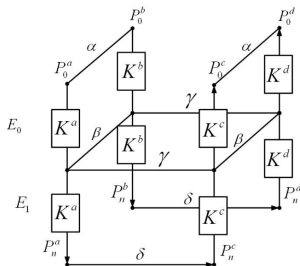 P_0^b P_0^d
α α
P_0^a K^b P_0^c K^d
γ
E_0 K^a β K^b K^c β K^d
γ
P_n^b P_n^d
E_1 K^a δ K^c
P_n^a P_n^c
δ